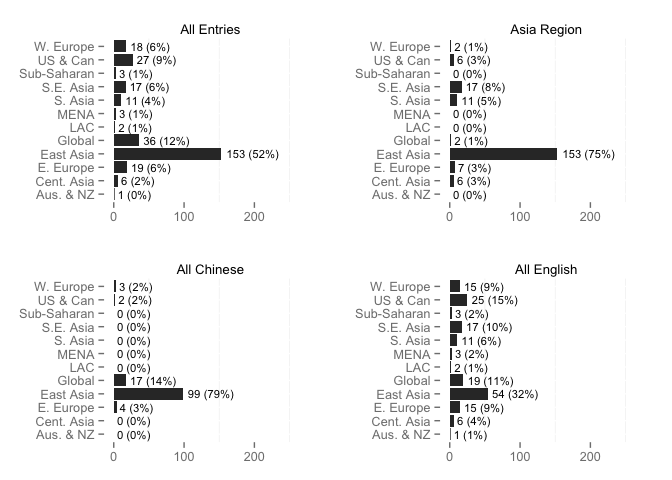 All Entries
W. Europe 18 (6%)
US & Can 27 (9%)
Sub-Saharan 3 (1%)
S.E. Asia 17 (6%)
S. Asia 11 (4%)
MENA 3 (1%)
LAC 2 (1%)
Global 36 (12%)
East Asia 153 (52%)
E. Europe 19 (6%)
Cent. Asia 6 (2%)
Aus. & NZ 1 (0%)
0 100 200
Asia Region
W. Europe 2 (1%)
US & Can 6 (3%)
Sub-Saharan 0 (0%)
S.E. Asia 17 (8%)
S. Asia 11 (5%)
MENA 0 (0%)
LAC 0 (0%)
Global 2 (1%)
East Asia 153 (75%)
E. Europe 7 (3%)
Cent. Asia 6 (3%)
Aus. & NZ 0 (0%)
0 100 200
All Chinese
W. Europe 3 (2%)
US & Can 2 (2%)
Sub-Saharan 0 (0%)
S.E. Asia 0 (0%)
S. Asia 0 (0%)
MENA 0 (0%)
LAC 0 (0%)
Global 17 (14%)
East Asia 99 (79%)
E. Europe 4 (3%)
Cent. Asia 0 (0%)
Aus. & NZ 0 (0%)
0 100 200
All English
W. Europe 15 (9%)
US & Can 25 (15%)
Sub-Saharan 3 (2%)
S.E. Asia 17 (10%)
S. Asia 11 (6%)
MENA 3 (2%)
LAC 2 (1%)
Global 19 (11%)
East Asia 54 (32%)
E. Europe 15 (9%)
Cent. Asia 6 (4%)
Aus. & NZ 1 (1%)
0 100 200